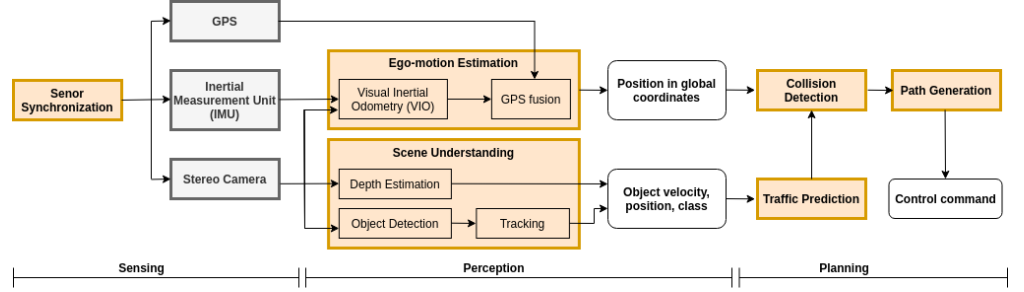 GPS
Ego-motion Estimation
Senor
Synchronization
Inertial
Measurement Unit
(IMU)
Visual Inertial
Odometry (VIO)
GPS fusion
Position in global
coordinates
Collision
Detection
Path Generation
Scene Understanding
Stereo Camera
Depth Estimation
Object Detection
Tracking
Object velocity,
position, class
Traffic Prediction
Control command
Sensing
Perception
Planning